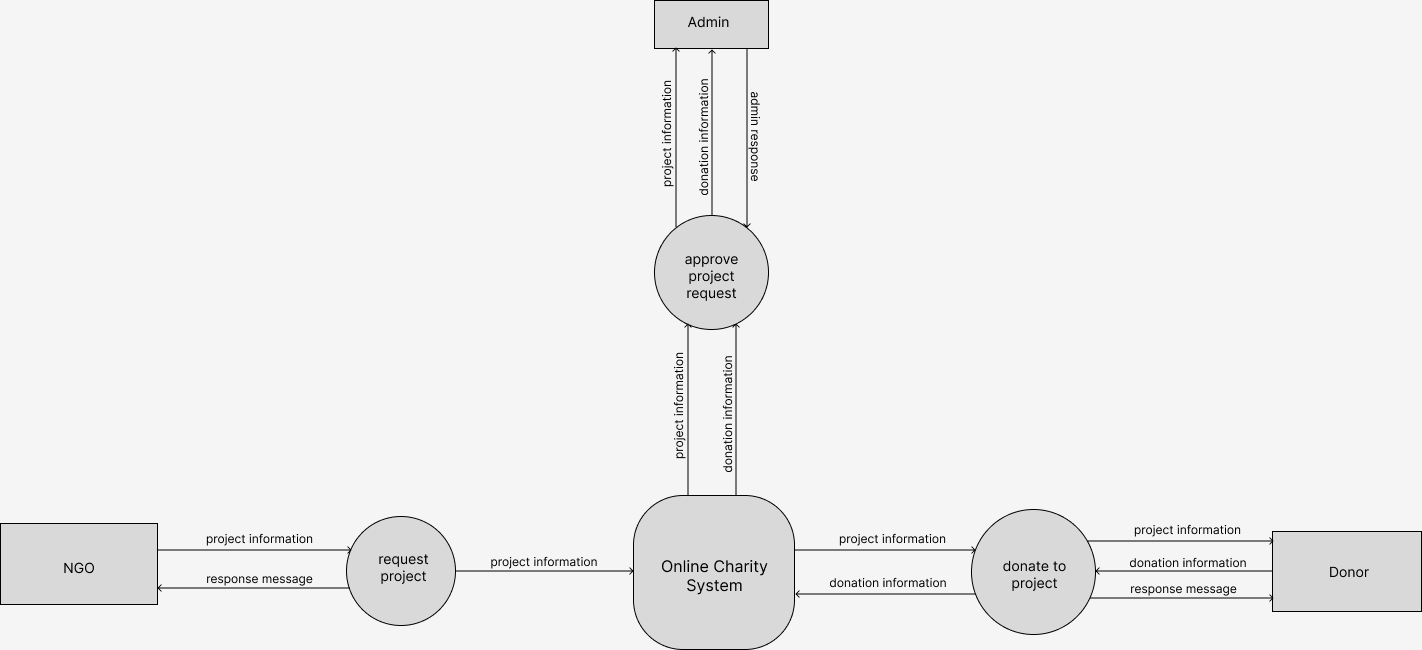 Admin
project information
donation information
admin response
approve
project
request
project information
donation information
NGO
project information
response message
request
project
project information
Online Charity
System
project information
donation information
donate to
project
project information
donation information
response message
Donor